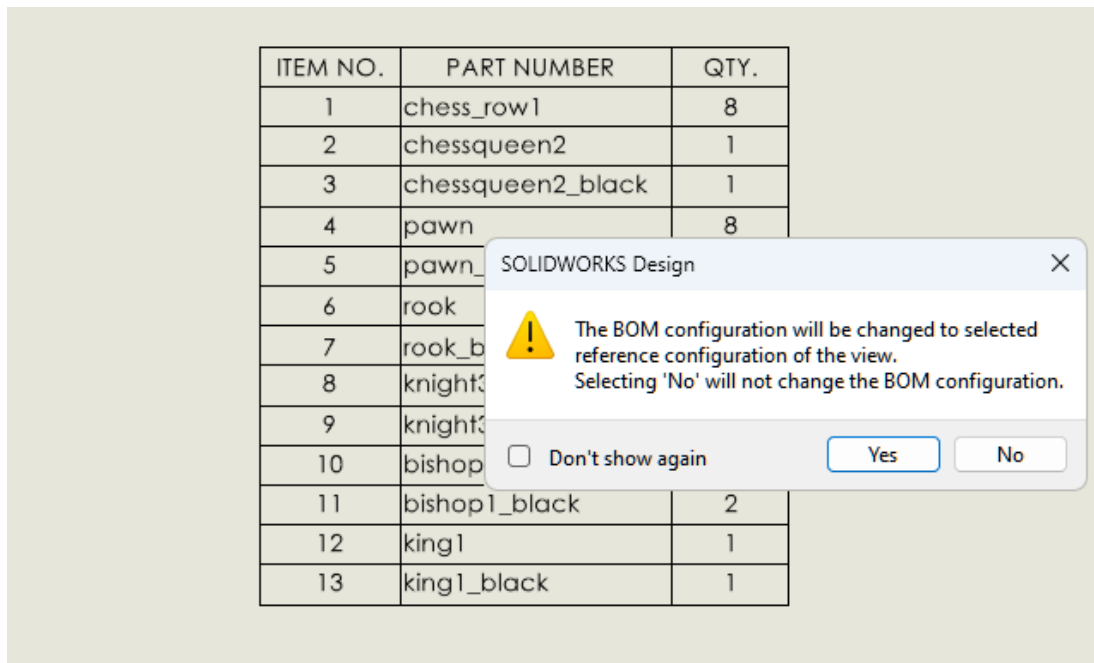 ITEM NO. PART NUMBER QTY.
1 chess_row1 8
2 chessqueen2 1
3 chessqueen2_black 1
4 pawn 8
5 pawn_
6 rook
7 rook_b
8 knight3
9 knight3
10 bishop
11 bishop1_black 2
12 king1 1
13 king1_black 1
SOLIDWORKS Design
The BOM configuration will be changed to selected
reference configuration of the view.
Selecting 'No' will not change the BOM configuration.
Don't show again Yes No